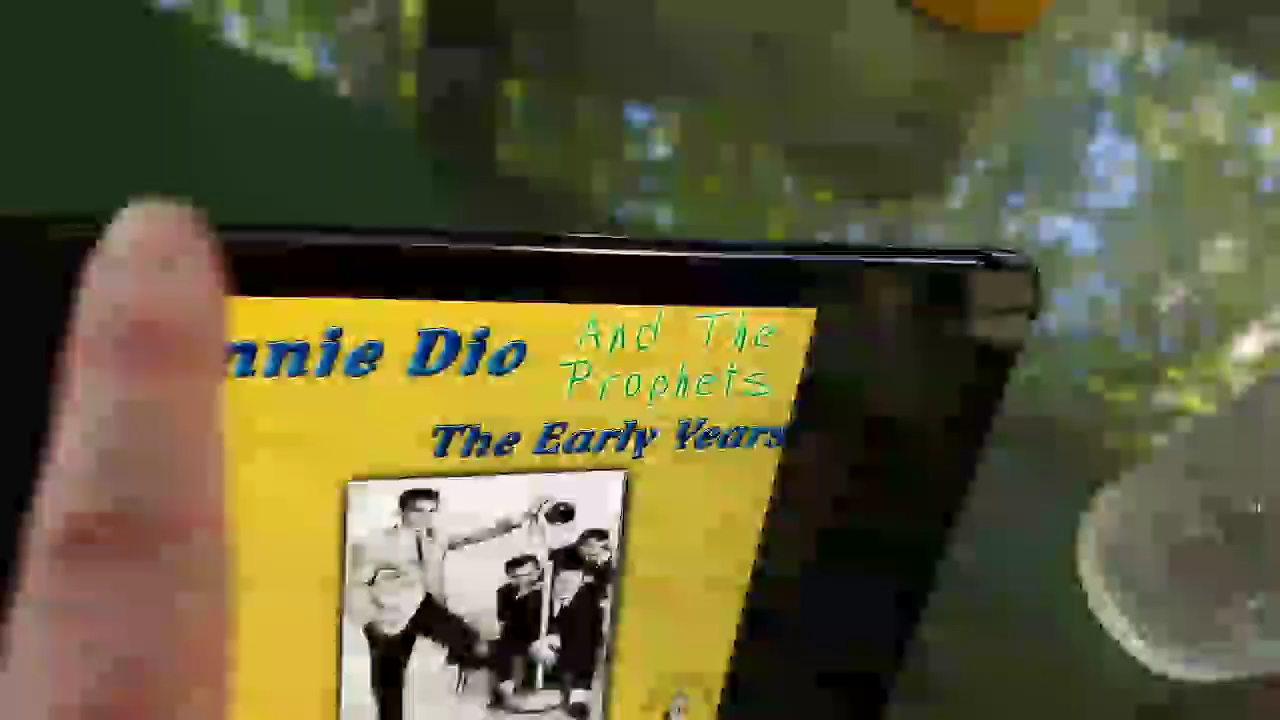 nnie Dio
And The
Prophets
The Early Years